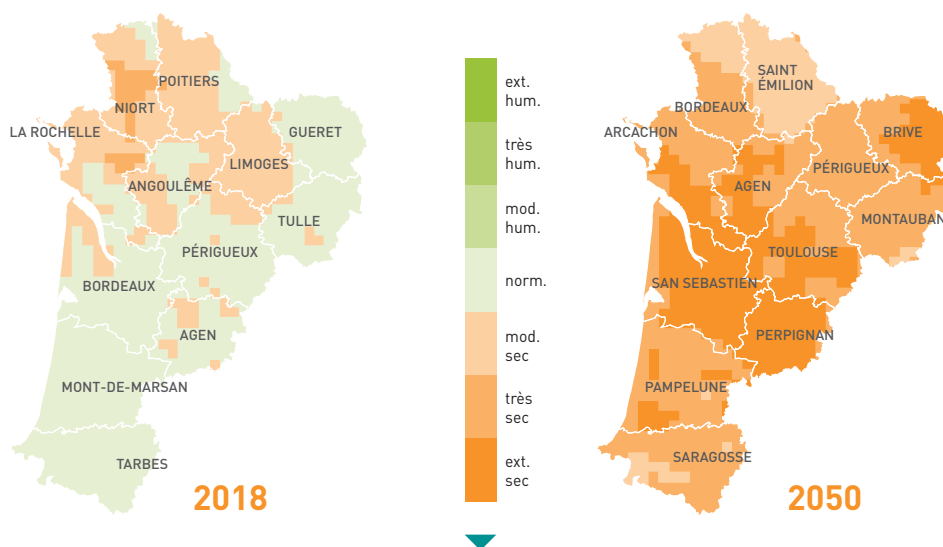 POITIERS
NIORT
LA ROCHELLE
GUERET
LIMOGES
ANGOULÊME
TULLE
PÉRIGUEUX
BORDEAUX
AGEN
MONT-DE-MARSAN
TARBES
2018
ext.
hum.
très
hum.
mod.
hum.
norm.
mod.
sec
très
sec
ext.
sec
SAINT
ÉMILION
BORDEAUX
ARCACHON
BRIVE
PÉRIGUEUX
AGEN
MONTAUBAN
TOULOUSE
SAN SEBASTIEN
PERPIGNAN
PAMPELUNE
SARAGOSSE
2050